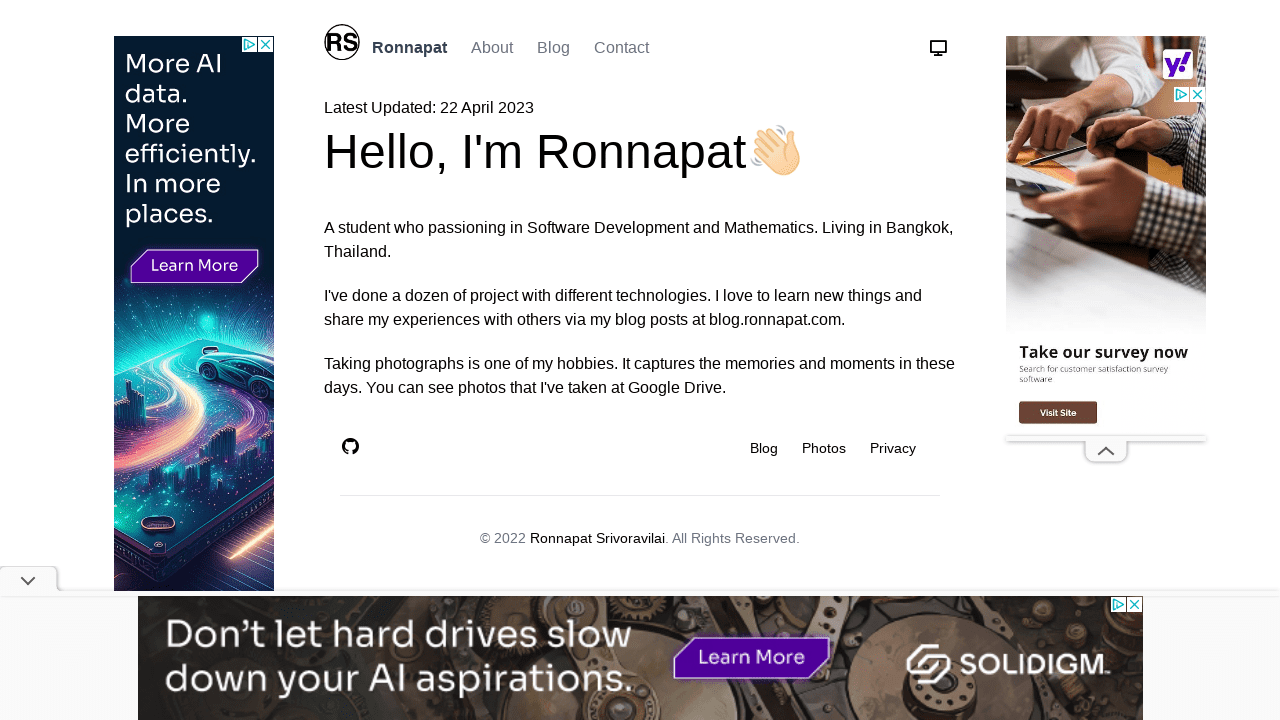 RS
Ronnapat
About
Blog
Contact
More AI
data.
More
efficiently.
In more
places.
Learn More
Latest Updated: 22 April 2023
Hello, I'm Ronnapat👋🏻
A student who passioning in Software Development and Mathematics. Living in Bangkok,
Thailand.
I've done a dozen of project with different technologies. I love to learn new things and
share my experiences with others via my blog posts at blog.ronnapat.com.
Taking photographs is one of my hobbies. It captures the memories and moments in these
days. You can see photos that I've taken at Google Drive.
Blog
Photos
Privacy
© 2022 Ronnapat Srivoravilai. All Rights Reserved.
y!
Take our survey now
Search for customer satisfaction survey
software
Visit Site
Don't let hard drives slow
down your AI aspirations.
Learn More
SOLIDIGM